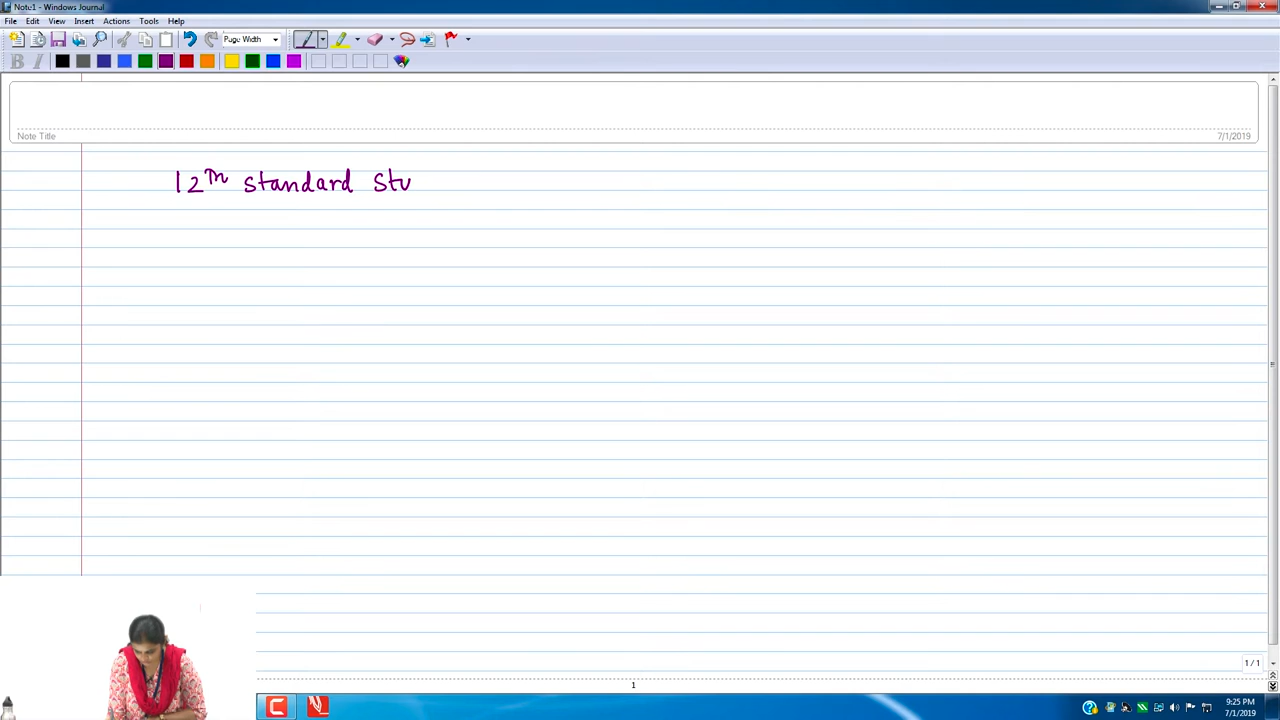 Note1 - Windows Journal
File Edit View Insert Actions Tools Help
Page Width
B I
Note Title
7/1/2019
12th standard Stu
1 / 1
1
9:25 PM
7/1/2019